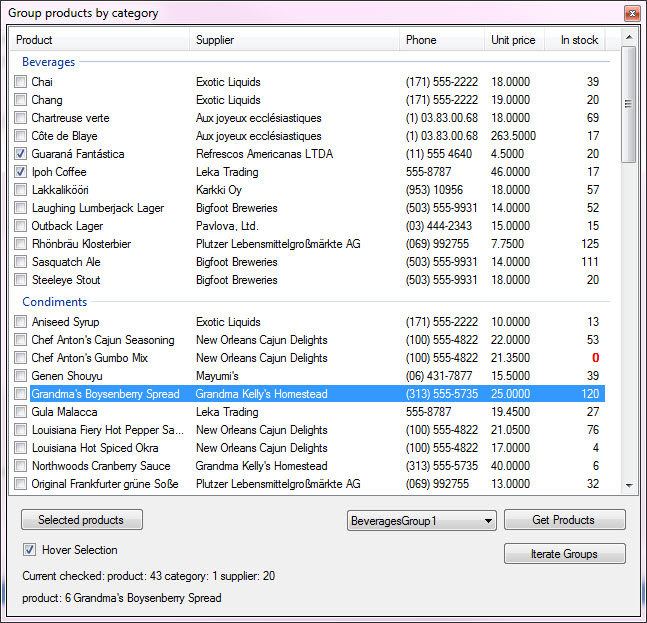 Group products by category
Product Supplier Phone Unit price In stock
Beverages
Chai Exotic Liquids (171) 555-2222 18.0000 39
Chang Exotic Liquids (171) 555-2222 19.0000 20
Chartreuse verte Aux joyeux ecclésiastiques (1) 03.83.00.68 18.0000 69
Côte de Blaye Aux joyeux ecclésiastiques (1) 03.83.00.68 263.5000 17
Guaraná Fantástica Refrescos Americanas LTDA (11) 555 4640 4.5000 20
Ipoh Coffee Leka Trading 555-8787 46.0000 17
Lakkalikööri Karkki Oy (953) 10956 18.0000 57
Laughing Lumberjack Lager Bigfoot Breweries (503) 555-9931 14.0000 52
Outback Lager Pavlova, Ltd. (03) 444-2343 15.0000 15
Rhönbräu Klosterbier Plutzer Lebensmittelgroßmärkte AG (069) 992755 7.7500 125
Sasquatch Ale Bigfoot Breweries (503) 555-9931 14.0000 111
Steeleye Stout Bigfoot Breweries (503) 555-9931 18.0000 20
Condiments
Aniseed Syrup Exotic Liquids (171) 555-2222 10.0000 13
Chef Anton's Cajun Seasoning New Orleans Cajun Delights (100) 555-4822 22.0000 53
Chef Anton's Gumbo Mix New Orleans Cajun Delights (100) 555-4822 21.3500 0
Genen Shouyu Mayumi's (06) 431-7877 15.5000 39
Grandma's Boysenberry Spread Grandma Kelly's Homestead (313) 555-5735 25.0000 120
Gula Malacca Leka Trading 555-8787 19.4500 27
Louisiana Fiery Hot Pepper Sa... New Orleans Cajun Delights (100) 555-4822 21.0500 76
Louisiana Hot Spiced Okra New Orleans Cajun Delights (100) 555-4822 17.0000 4
Northwoods Cranberry Sauce Grandma Kelly's Homestead (313) 555-5735 40.0000 6
Original Frankfurter grüne Soße Plutzer Lebensmittelgroßmärkte AG (069) 992755 13.0000 32
Selected products BeveragesGroup1 Get Products
Hover Selection Iterate Groups
Current checked: product: 43 category: 1 supplier: 20
product: 6 Grandma's Boysenberry Spread